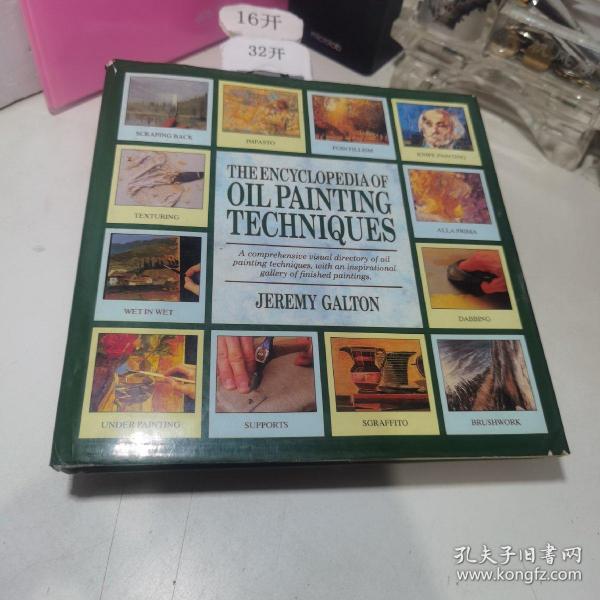 16开
32开
SCRAPING BACK
IMPASTO
POINTILLISM
KNIFE PAINTING
THE ENCYCLOPEDIA OF
OIL PAINTING
TECHNIQUES
TEXTURING
ALLA PRIMA
A comprehensive visual directory of oil
painting techniques, with an inspirational
gallery of finished paintings.
JEREMY GALTON
WET IN WET
DABBING
UNDER PAINTING
SUPPORTS
SGRAFFITO
BRUSHWORK
孔夫子旧书网
www.kongfz.com